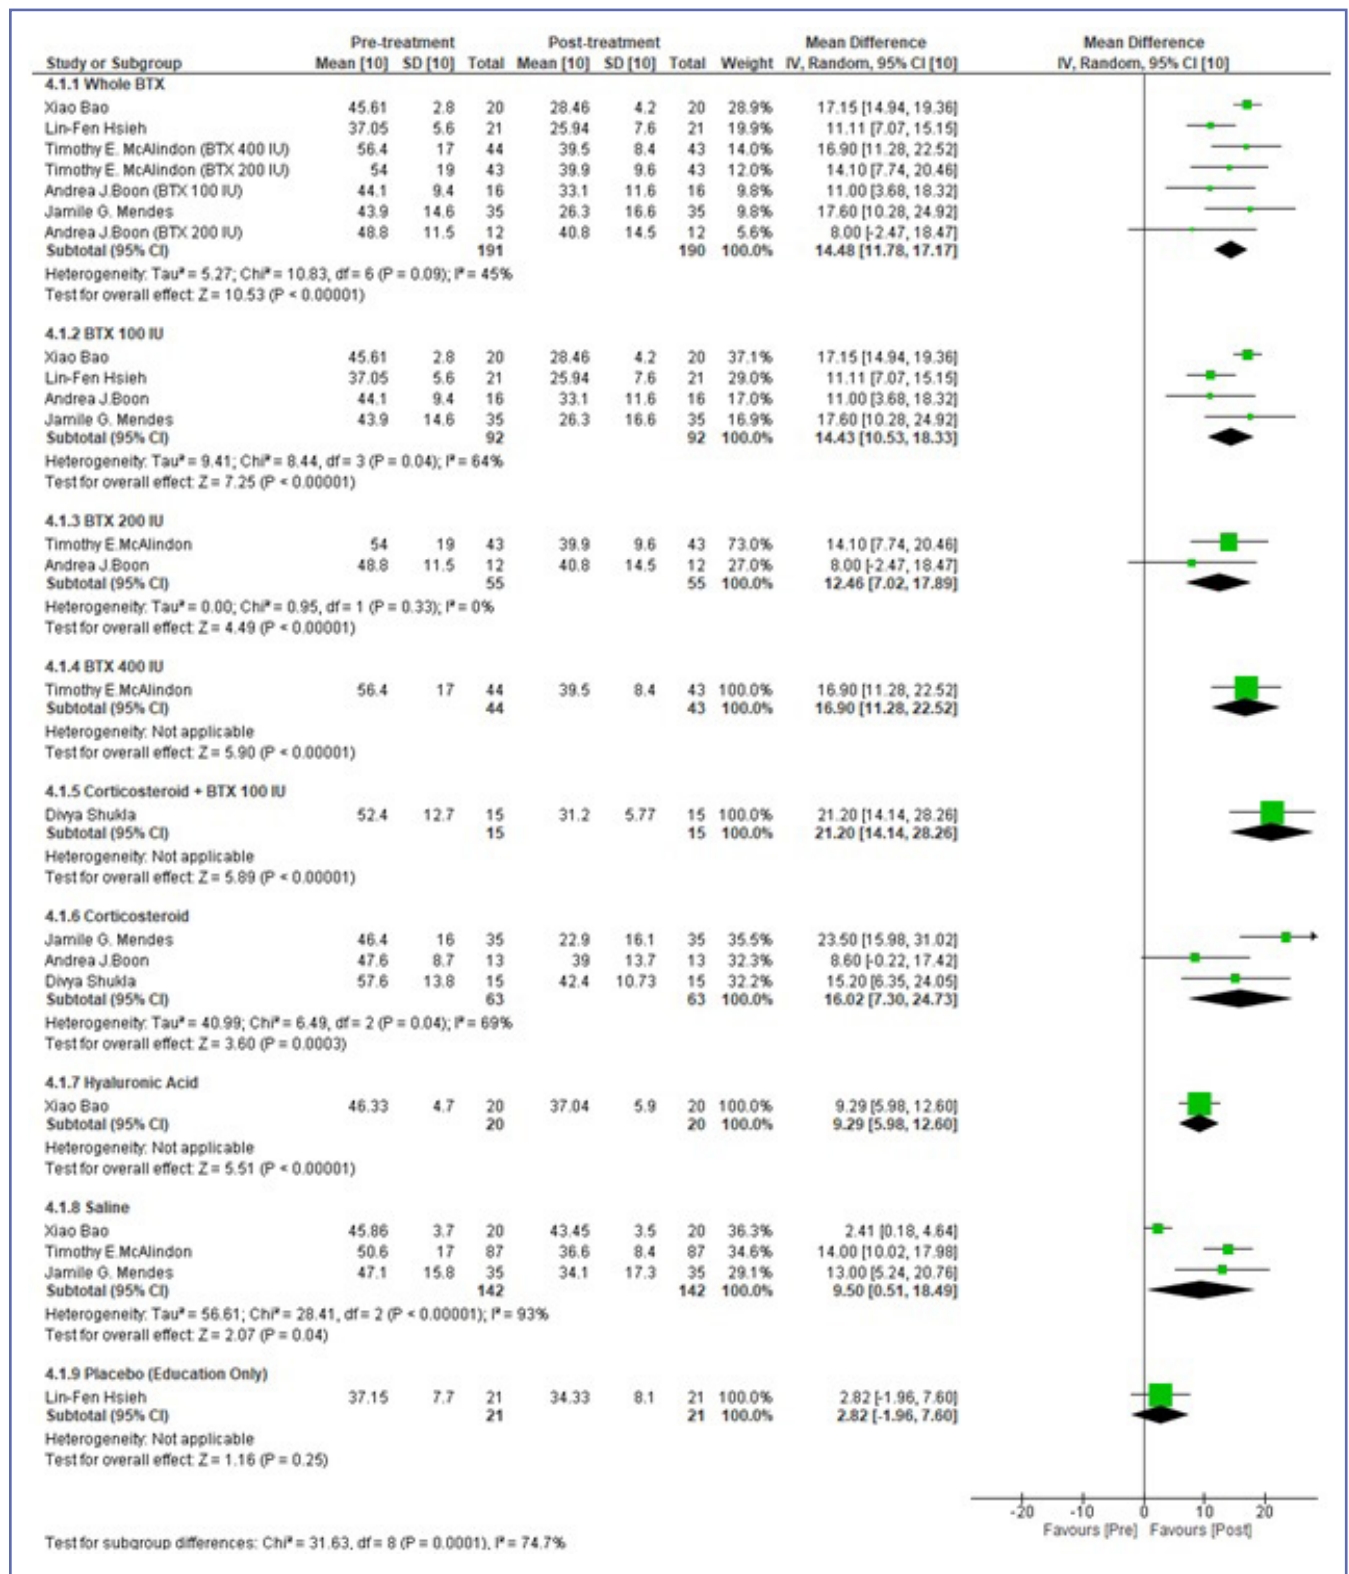 Pre-treatment Post-treatment Mean Difference Mean Difference
Study or Subgroup Mean [10] SD [10] Total Mean [10] SD [10] Total Weight IV, Random, 95% CI [10] IV, Random, 95% CI [10]
4.1.1 Whole BTX
Xiao Bao 45.61 2.8 20 28.46 4.2 20 28.9% 17.15 [14.94, 19.36]
Lin-Fen Hsieh 37.05 5.6 21 25.94 7.6 21 19.9% 11.11 [7.07, 15.15]
Timothy E. McAlindon (BTX 400 IU) 56.4 17 44 39.5 8.4 43 14.0% 16.90 [11.28, 22.52]
Timothy E. McAlindon (BTX 200 IU) 54 19 43 39.9 9.6 43 12.0% 14.10 [7.74, 20.46]
Andrea J.Boon (BTX 100 IU) 44.1 9.4 16 33.1 11.6 16 9.8% 11.00 [3.68, 18.32]
Jamile G. Mendes 43.9 14.6 35 26.3 16.6 35 9.8% 17.60 [10.28, 24.92]
Andrea J.Boon (BTX 200 IU) 48.8 11.5 12 40.8 14.5 12 5.6% 8.00 [-2.47, 18.47]
Subtotal (95% CI) 191 190 100.0% 14.48 [11.78, 17.17]
Heterogeneity: Tau² = 5.27; Chi² = 10.83, df = 6 (P = 0.09); I² = 45%
Test for overall effect: Z = 10.53 (P < 0.00001)
4.1.2 BTX 100 IU
Xiao Bao 45.61 2.8 20 28.46 4.2 20 37.1% 17.15 [14.94, 19.36]
Lin-Fen Hsieh 37.05 5.6 21 25.94 7.6 21 29.0% 11.11 [7.07, 15.15]
Andrea J.Boon 44.1 9.4 16 33.1 11.6 16 17.0% 11.00 [3.68, 18.32]
Jamile G. Mendes 43.9 14.6 35 26.3 16.6 35 16.9% 17.60 [10.28, 24.92]
Subtotal (95% CI) 92 92 100.0% 14.43 [10.53, 18.33]
Heterogeneity: Tau² = 9.41; Chi² = 8.44, df = 3 (P = 0.04); I² = 64%
Test for overall effect: Z = 7.25 (P < 0.00001)
4.1.3 BTX 200 IU
Timothy E.McAlindon 54 19 43 39.9 9.6 43 73.0% 14.10 [7.74, 20.46]
Andrea J.Boon 48.8 11.5 12 40.8 14.5 12 27.0% 8.00 [-2.47, 18.47]
Subtotal (95% CI) 55 55 100.0% 12.46 [7.02, 17.89]
Heterogeneity: Tau² = 0.00; Chi² = 0.95, df = 1 (P = 0.33); I² = 0%
Test for overall effect: Z = 4.49 (P < 0.00001)
4.1.4 BTX 400 IU
Timothy E.McAlindon 56.4 17 44 39.5 8.4 43 100.0% 16.90 [11.28, 22.52]
Subtotal (95% CI) 44 43 100.0% 16.90 [11.28, 22.52]
Heterogeneity: Not applicable
Test for overall effect: Z = 5.90 (P < 0.00001)
4.1.5 Corticosteroid + BTX 100 IU
Divya Shukla 52.4 12.7 15 31.2 5.77 15 100.0% 21.20 [14.14, 28.26]
Subtotal (95% CI) 15 15 100.0% 21.20 [14.14, 28.26]
Heterogeneity: Not applicable
Test for overall effect: Z = 5.89 (P < 0.00001)
4.1.6 Corticosteroid
Jamile G. Mendes 46.4 16 35 22.9 16.1 35 35.5% 23.50 [15.98, 31.02]
Andrea J.Boon 47.6 8.7 13 39 13.7 13 32.3% 8.60 [-0.22, 17.42]
Divya Shukla 57.6 13.8 15 42.4 10.73 15 32.2% 15.20 [6.35, 24.05]
Subtotal (95% CI) 63 63 100.0% 16.02 [7.30, 24.73]
Heterogeneity: Tau² = 40.99; Chi² = 6.49, df = 2 (P = 0.04); I² = 69%
Test for overall effect: Z = 3.60 (P = 0.0003)
4.1.7 Hyaluronic Acid
Xiao Bao 46.33 4.7 20 37.04 5.9 20 100.0% 9.29 [5.98, 12.60]
Subtotal (95% CI) 20 20 100.0% 9.29 [5.98, 12.60]
Heterogeneity: Not applicable
Test for overall effect: Z = 5.51 (P < 0.00001)
4.1.8 Saline
Xiao Bao 45.86 3.7 20 43.45 3.5 20 36.3% 2.41 [0.18, 4.64]
Timothy E.McAlindon 50.6 17 87 36.6 8.4 87 34.6% 14.00 [10.02, 17.98]
Jamile G. Mendes 47.1 15.8 35 34.1 17.3 35 29.1% 13.00 [5.24, 20.76]
Subtotal (95% CI) 142 142 100.0% 9.50 [0.51, 18.49]
Heterogeneity: Tau² = 56.61; Chi² = 28.41, df = 2 (P < 0.00001); I² = 93%
Test for overall effect: Z = 2.07 (P = 0.04)
4.1.9 Placebo (Education Only)
Lin-Fen Hsieh 37.15 7.7 21 34.33 8.1 21 100.0% 2.82 [-1.96, 7.60]
Subtotal (95% CI) 21 21 100.0% 2.82 [-1.96, 7.60]
Heterogeneity: Not applicable
Test for overall effect: Z = 1.16 (P = 0.25)
-20 -10 0 10 20
Favours [Pre] Favours [Post]
Test for subgroup differences: Chi² = 31.63, df = 8 (P = 0.0001), I² = 74.7%